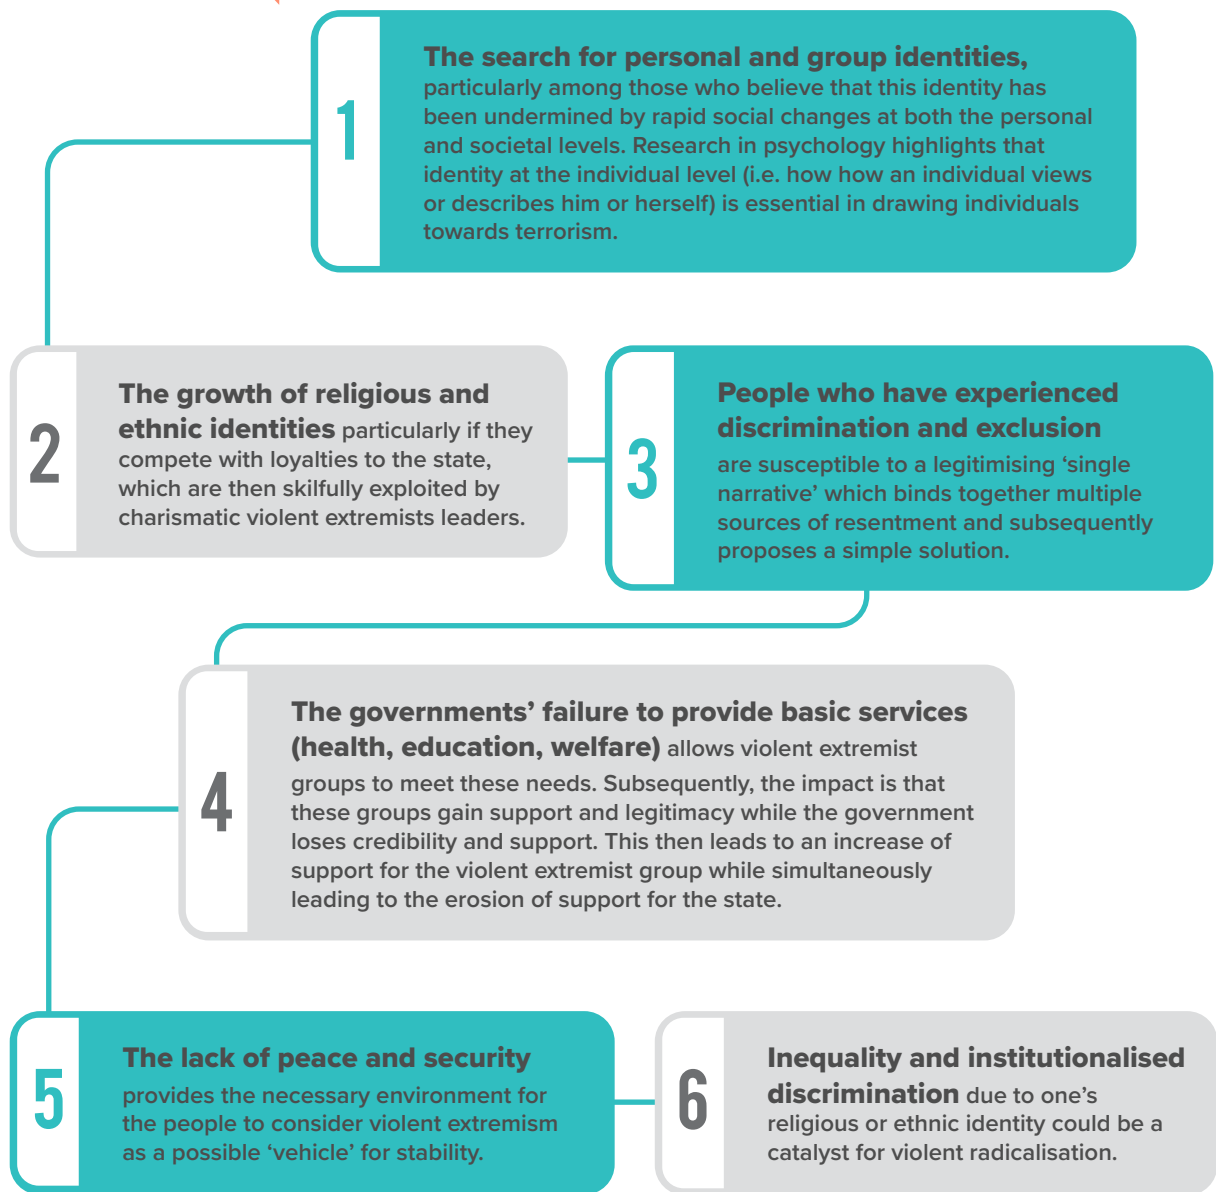 1
The search for personal and group identities,
particularly among those who believe that this identity has
been undermined by rapid social changes at both the personal
and societal levels. Research in psychology highlights that
identity at the individual level (i.e. how how an individual views
or describes him or herself) is essential in drawing individuals
towards terrorism.
2
The growth of religious and
ethnic identities particularly if they
compete with loyalties to the state,
which are then skilfully exploited by
charismatic violent extremists leaders.
3
People who have experienced
discrimination and exclusion
are susceptible to a legitimising ‘single
narrative’ which binds together multiple
sources of resentment and subsequently
proposes a simple solution.
4
The governments’ failure to provide basic services
(health, education, welfare) allows violent extremist
groups to meet these needs. Subsequently, the impact is that
these groups gain support and legitimacy while the government
loses credibility and support. This then leads to an increase of
support for the violent extremist group while simultaneously
leading to the erosion of support for the state.
5
The lack of peace and security
provides the necessary environment for
the people to consider violent extremism
as a possible ‘vehicle’ for stability.
6
Inequality and institutionalised
discrimination due to one’s
religious or ethnic identity could be a
catalyst for violent radicalisation.